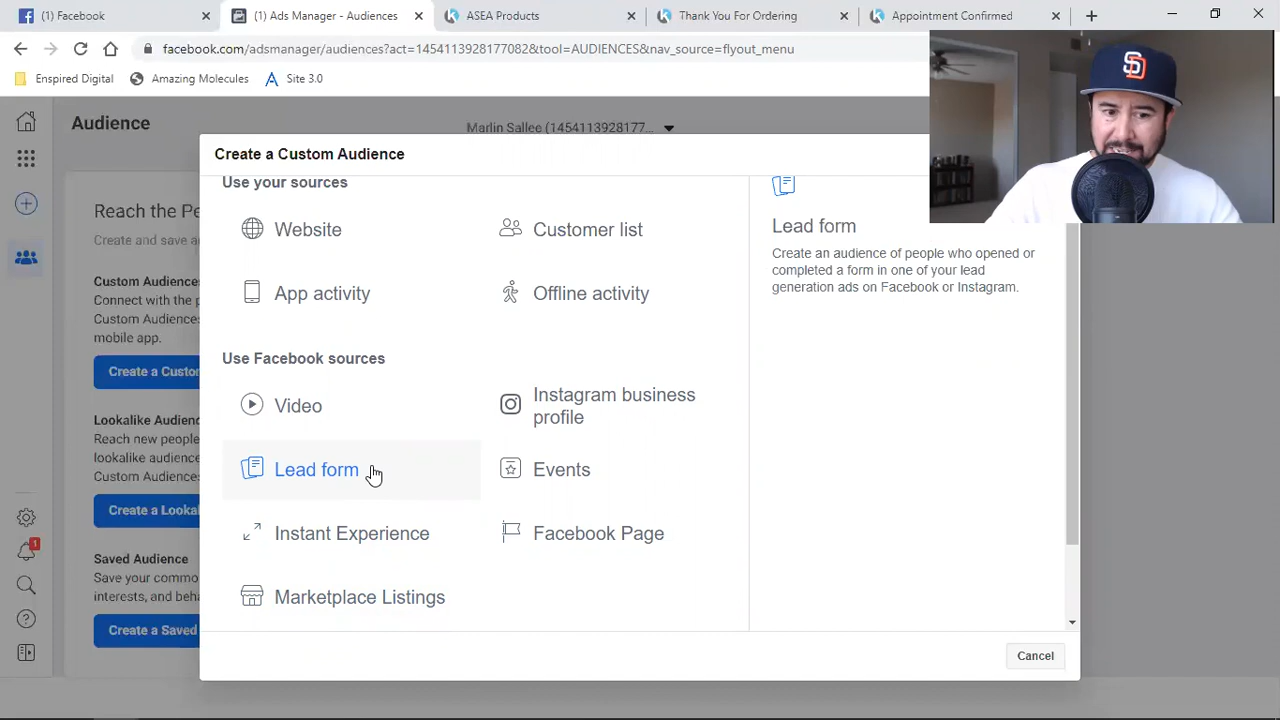 (1) Facebook
(1) Ads Manager - Audiences
ASEA Products
Thank You For Ordering
Appointment Confirmed
facebook.com/adsmanager/audiences?act=1454113928177082&tool=AUDIENCES&nav_source=flyout_menu
Enspired Digital
Amazing Molecules
Site 3.0
SD
Audience
Marlin Sallee (1454113928177...
Create a Custom Audience
Reach the Pe
Create and save a
Custom Audience
Connect with the p
Custom Audience
mobile app.
Create a Custon
Lookalike Audienc
Reach new people
lookalike audience
Custom Audience
Create a Lookal
Saved Audience
Save your commo
interests, and beha
Create a Saved
1
Use your sources
Website
Customer list
App activity
Offline activity
Use Facebook sources
Video
Instagram business
profile
Lead form
Events
Instant Experience
Facebook Page
Marketplace Listings
Lead form
Create an audience of people who opened or
completed a form in one of your lead
generation ads on Facebook or Instagram.
Cancel